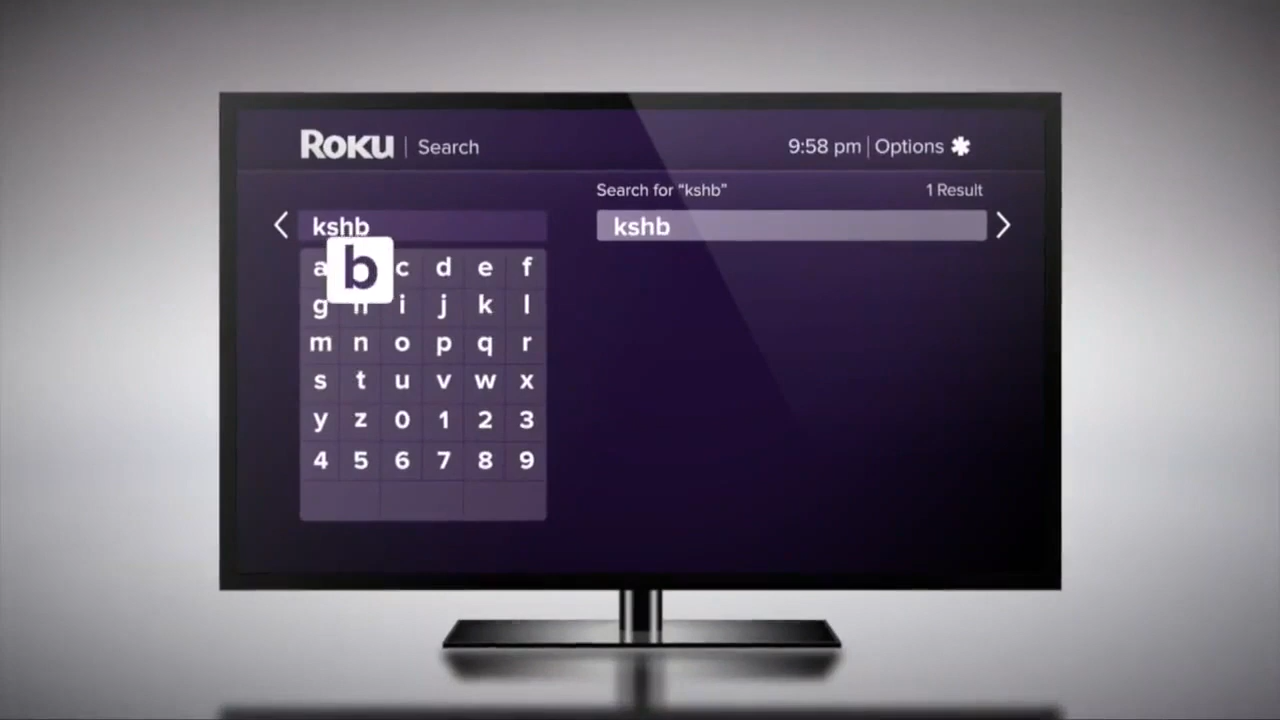 Roku | Search
9:58 pm | Options ✱
Search for “kshb”
1 Result
kshb
kshb
b
a c d e f
g h i j k l
m n o p q r
s t u v w x
y z 0 1 2 3
4 5 6 7 8 9